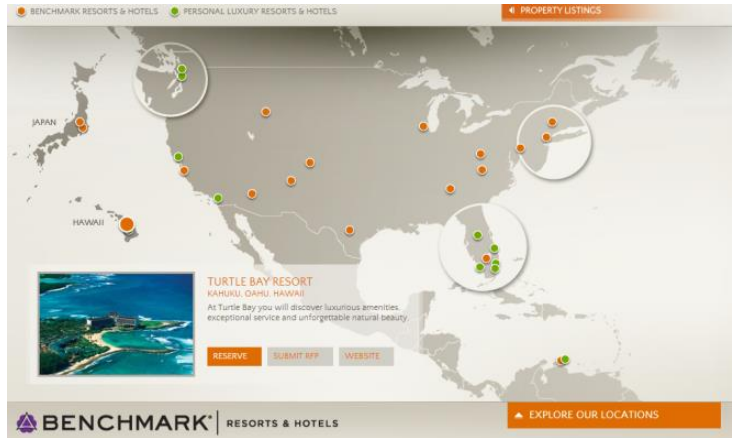 BENCHMARK RESORTS & HOTELS PERSONAL LUXURY RESORTS & HOTELS
PROPERTY LISTINGS
JAPAN
HAWAII
TURTLE BAY RESORT
KAHUKU, OAHU, HAWAII
At Turtle Bay you will discover luxurious amenities,
exceptional service and unforgettable natural beauty.
RESERVE SUBMIT RFP WEBSITE
BENCHMARK® RESORTS & HOTELS
EXPLORE OUR LOCATIONS